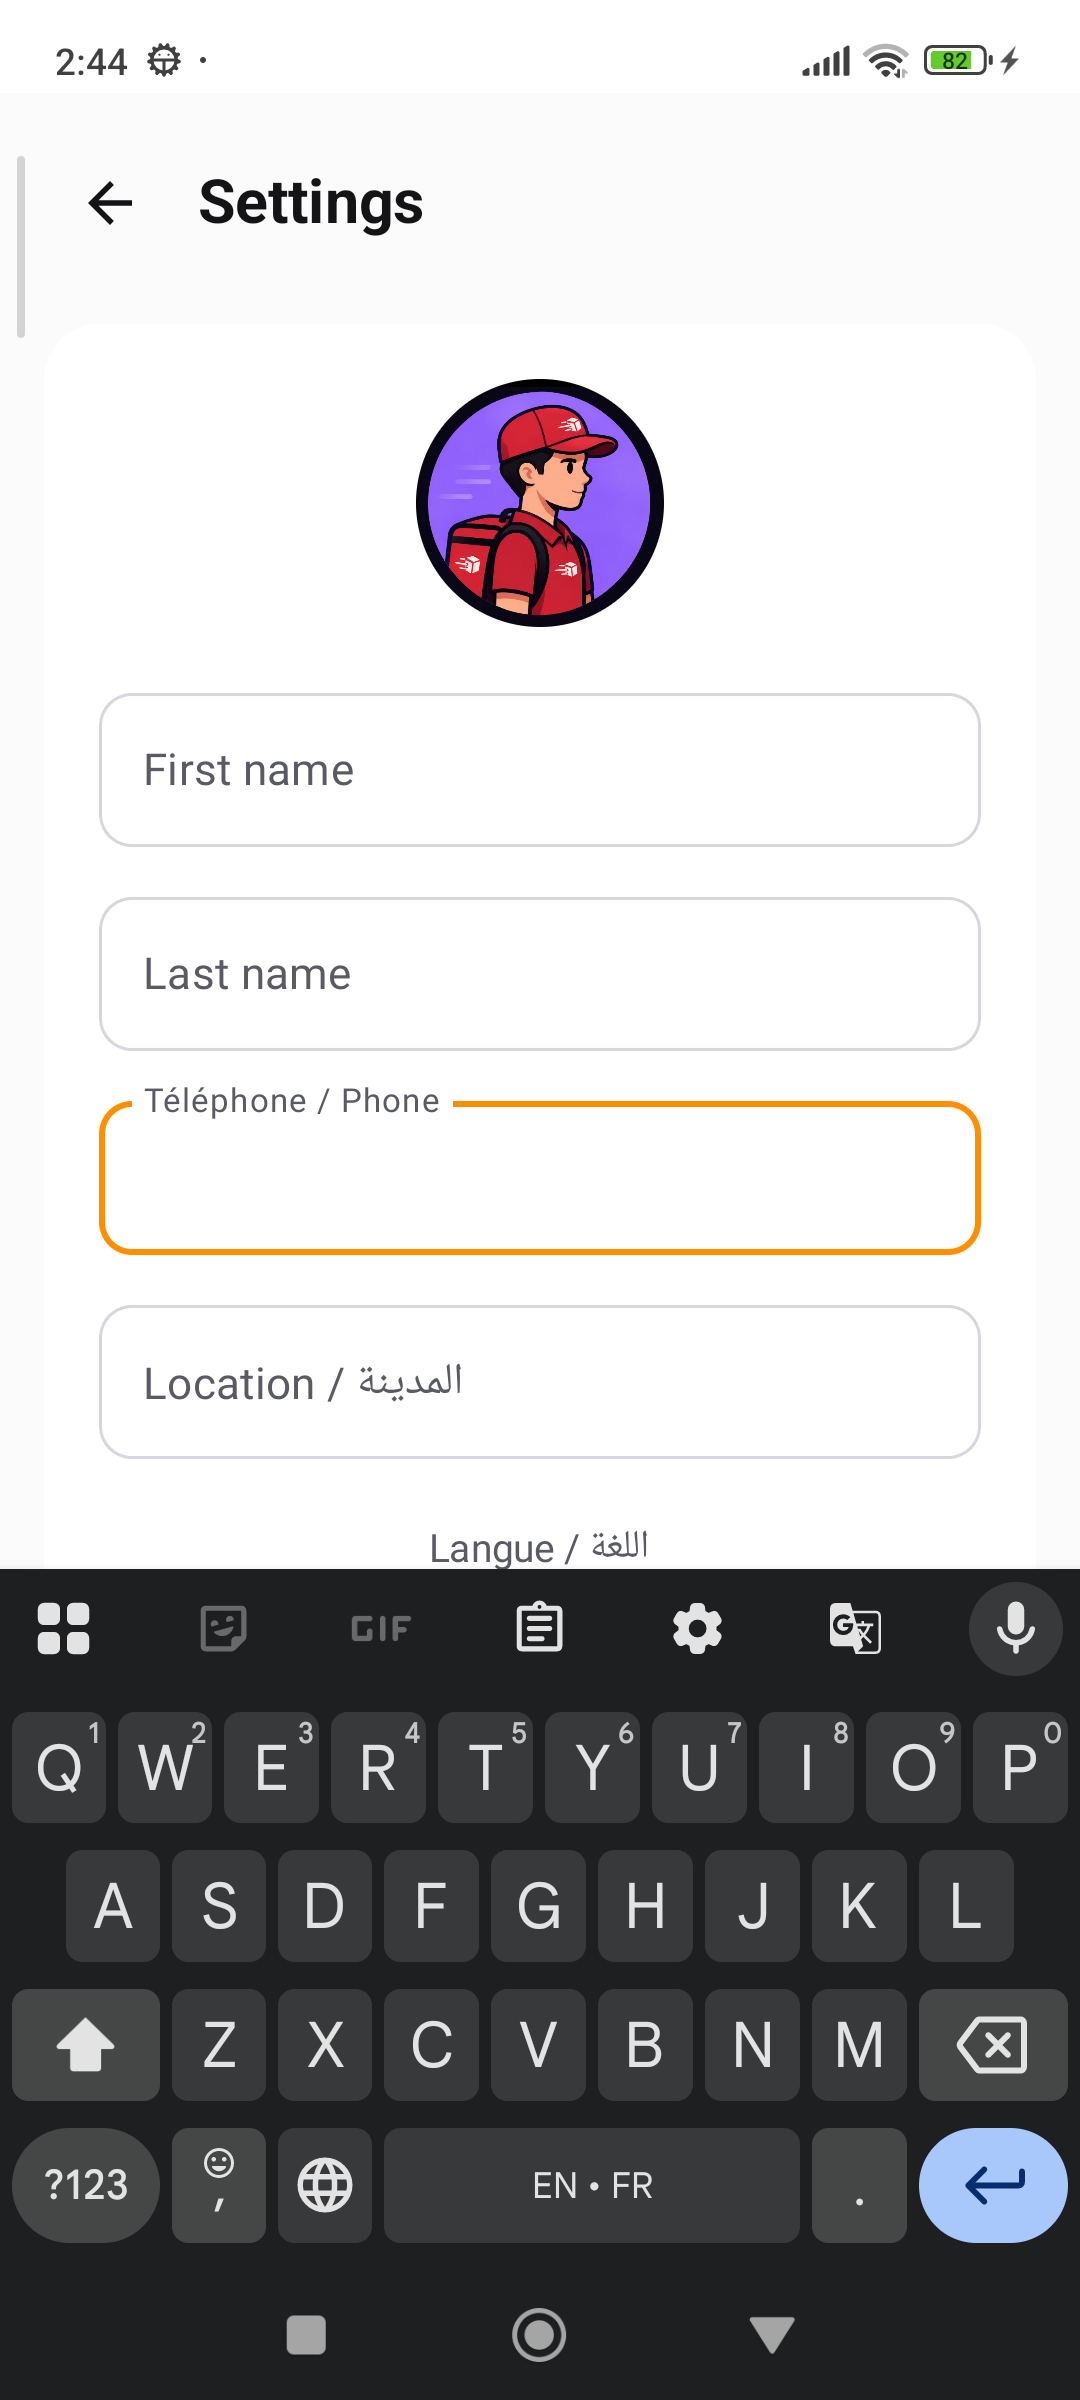 2:44
82
Settings
First name
Last name
Téléphone / Phone
Location / المدينة
Langue / اللغة
GIF
G 文
Q1 W2 E3 R4 T5 Y6 U7 I8 O9 P0
A S D F G H J K L
Z X C V B N M
?123 , EN • FR .